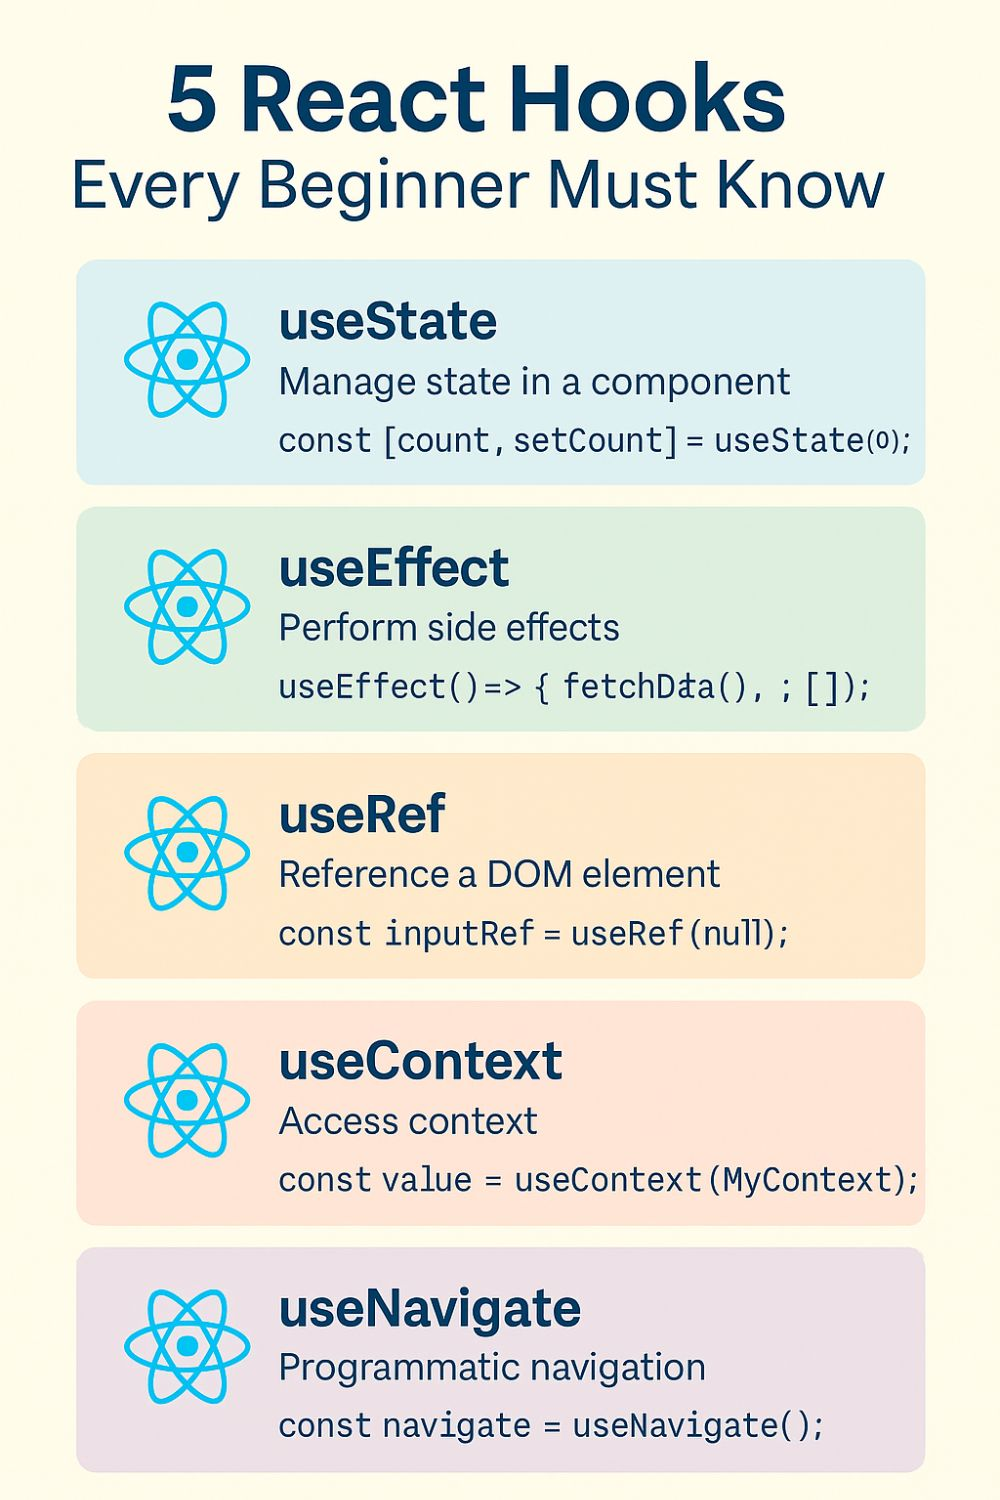 5 React Hooks
Every Beginner Must Know
useState
Manage state in a component
const [count, setCount] = useState(0);
useEffect
Perform side effects
useEffect()=> { fetchData(), ; []);
useRef
Reference a DOM element
const inputRef = useRef(null);
useContext
Access context
const value = useContext(MyContext);
useNavigate
Programmatic navigation
const navigate = useNavigate();